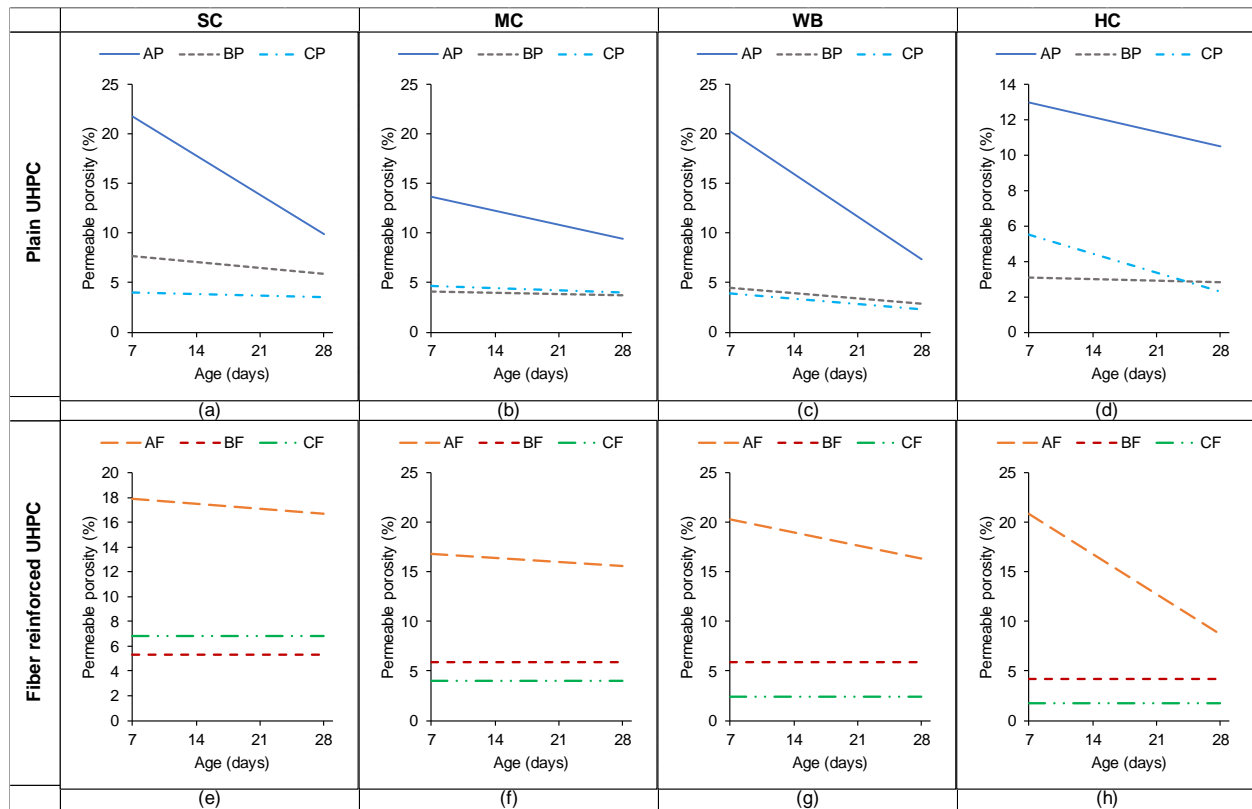 SC MC WB HC
Plain UHPC
AP BP CP
Permeable porosity (%)
25
20
15
10
5
0
7 14 21 28
Age (days)
(a)
AP BP CP
Permeable porosity (%)
25
20
15
10
5
0
7 14 21 28
Age (days)
(b)
AP BP CP
Permeable porosity (%)
25
20
15
10
5
0
7 14 21 28
Age (days)
(c)
AP BP CP
Permeable porosity (%)
14
12
10
8
6
4
2
0
7 14 21 28
Age (days)
(d)
Fiber reinforced UHPC
AF BF CF
Permeable porosity (%)
20
18
16
14
12
10
8
6
4
2
0
7 14 21 28
Age (days)
(e)
AF BF CF
Permeable porosity (%)
25
20
15
10
5
0
7 14 21 28
Age (days)
(f)
AF BF CF
Permeable porosity (%)
25
20
15
10
5
0
7 14 21 28
Age (days)
(g)
AF BF CF
Permeable porosity (%)
25
20
15
10
5
0
7 14 21 28
Age (days)
(h)